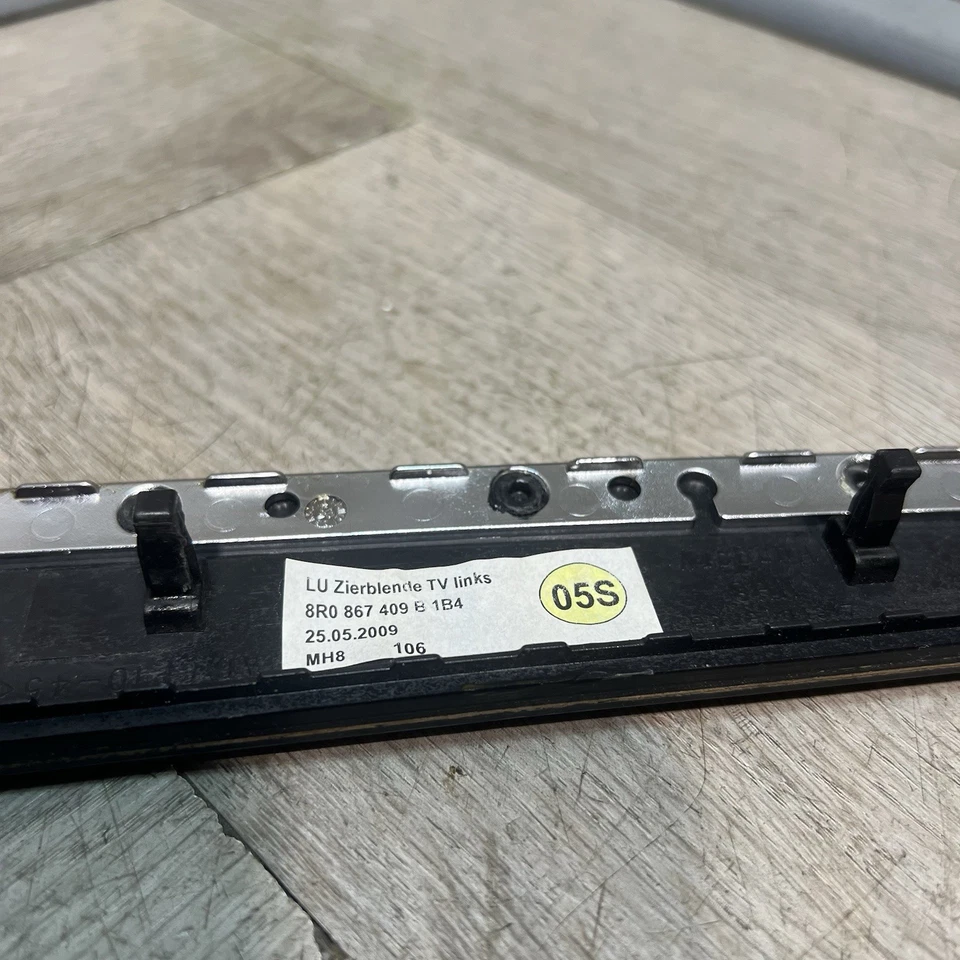 LU Zierblende TV links
8R0 867 409 B 1B4
25.05.2009
MH8 106
05S